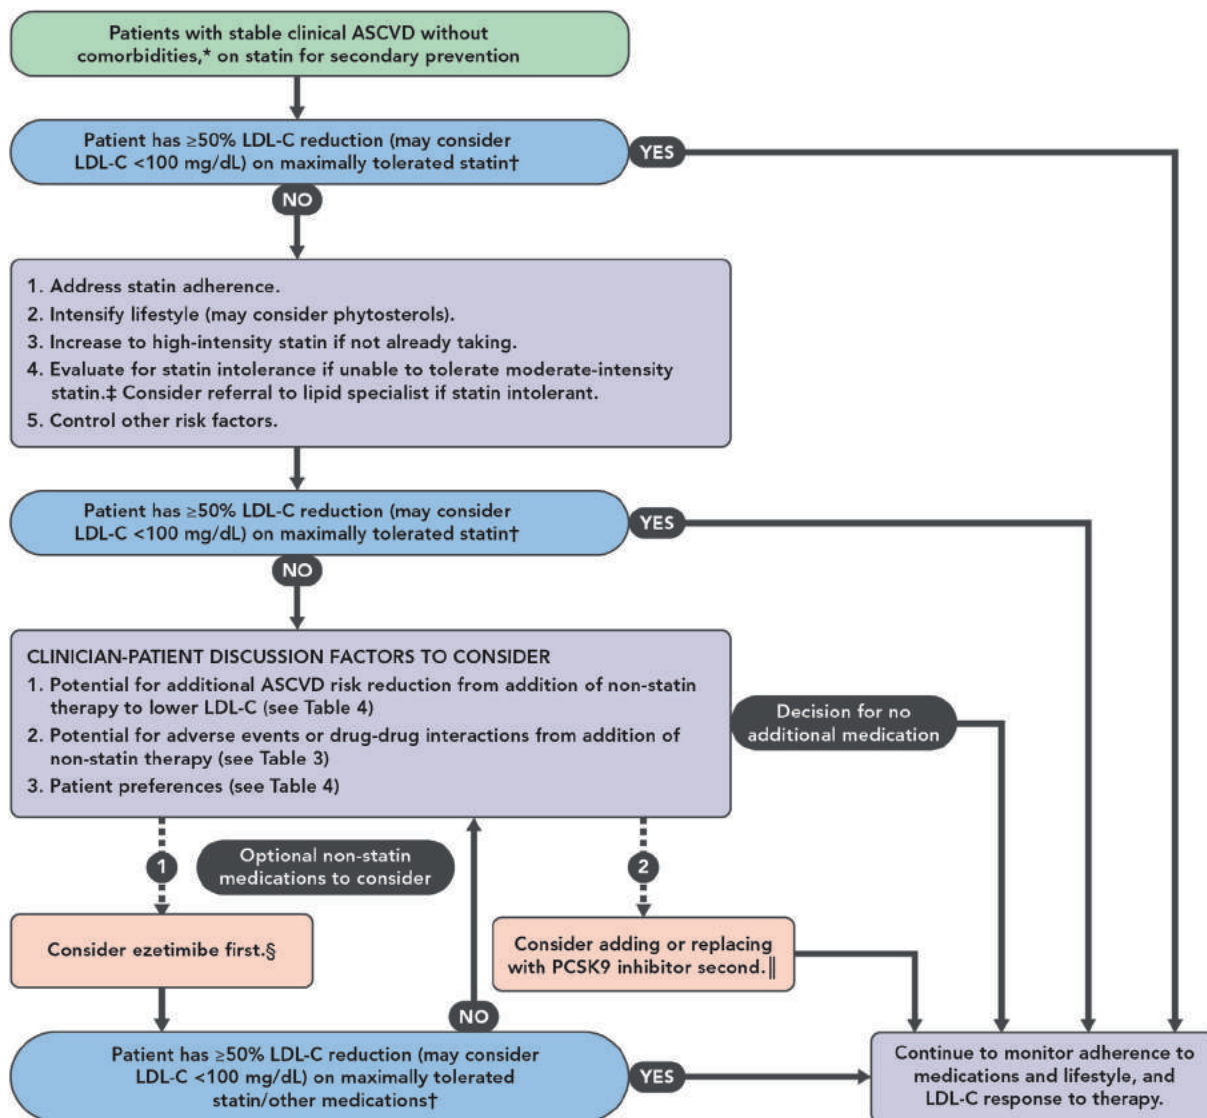 Patients with stable clinical ASCVD without
comorbidities,* on statin for secondary prevention
Patient has ≥50% LDL-C reduction (may consider
LDL-C <100 mg/dL) on maximally tolerated statin†
YES
NO
1. Address statin adherence.
2. Intensify lifestyle (may consider phytosterols).
3. Increase to high-intensity statin if not already taking.
4. Evaluate for statin intolerance if unable to tolerate moderate-intensity
statin.‡ Consider referral to lipid specialist if statin intolerant.
5. Control other risk factors.
Patient has ≥50% LDL-C reduction (may consider
LDL-C <100 mg/dL) on maximally tolerated statin†
YES
NO
CLINICIAN-PATIENT DISCUSSION FACTORS TO CONSIDER
1. Potential for additional ASCVD risk reduction from addition of non-statin
therapy to lower LDL-C (see Table 4)
2. Potential for adverse events or drug-drug interactions from addition of
non-statin therapy (see Table 3)
3. Patient preferences (see Table 4)
Decision for no
additional medication
1
Optional non-statin
medications to consider
2
Consider ezetimibe first.§
Consider adding or replacing
with PCSK9 inhibitor second.‖
NO
Patient has ≥50% LDL-C reduction (may consider
LDL-C <100 mg/dL) on maximally tolerated
statin/other medications†
YES
Continue to monitor adherence to
medications and lifestyle, and
LDL-C response to therapy.